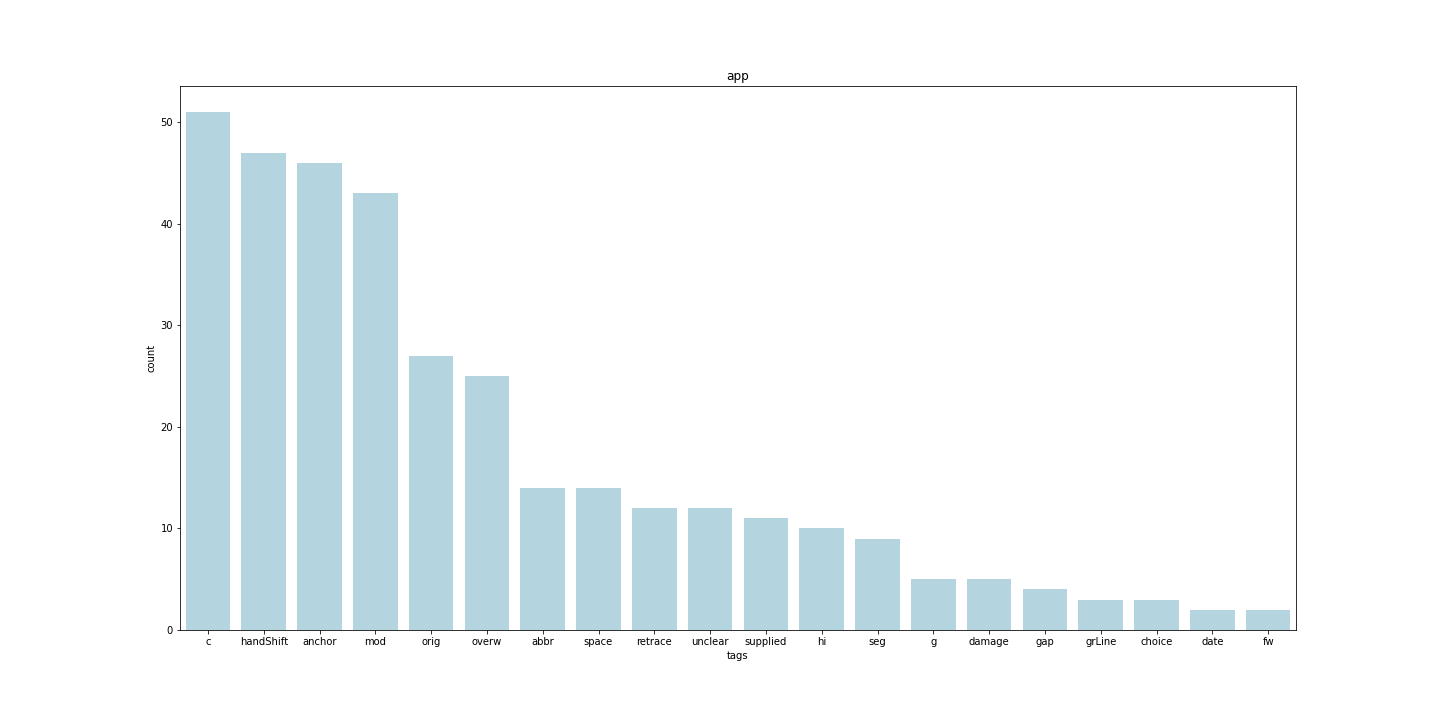 app
50
40
30
20
10
0
count
c handShift anchor mod orig overw abbr space retrace unclear supplied hi seg g damage gap grLine choice date fw
tags